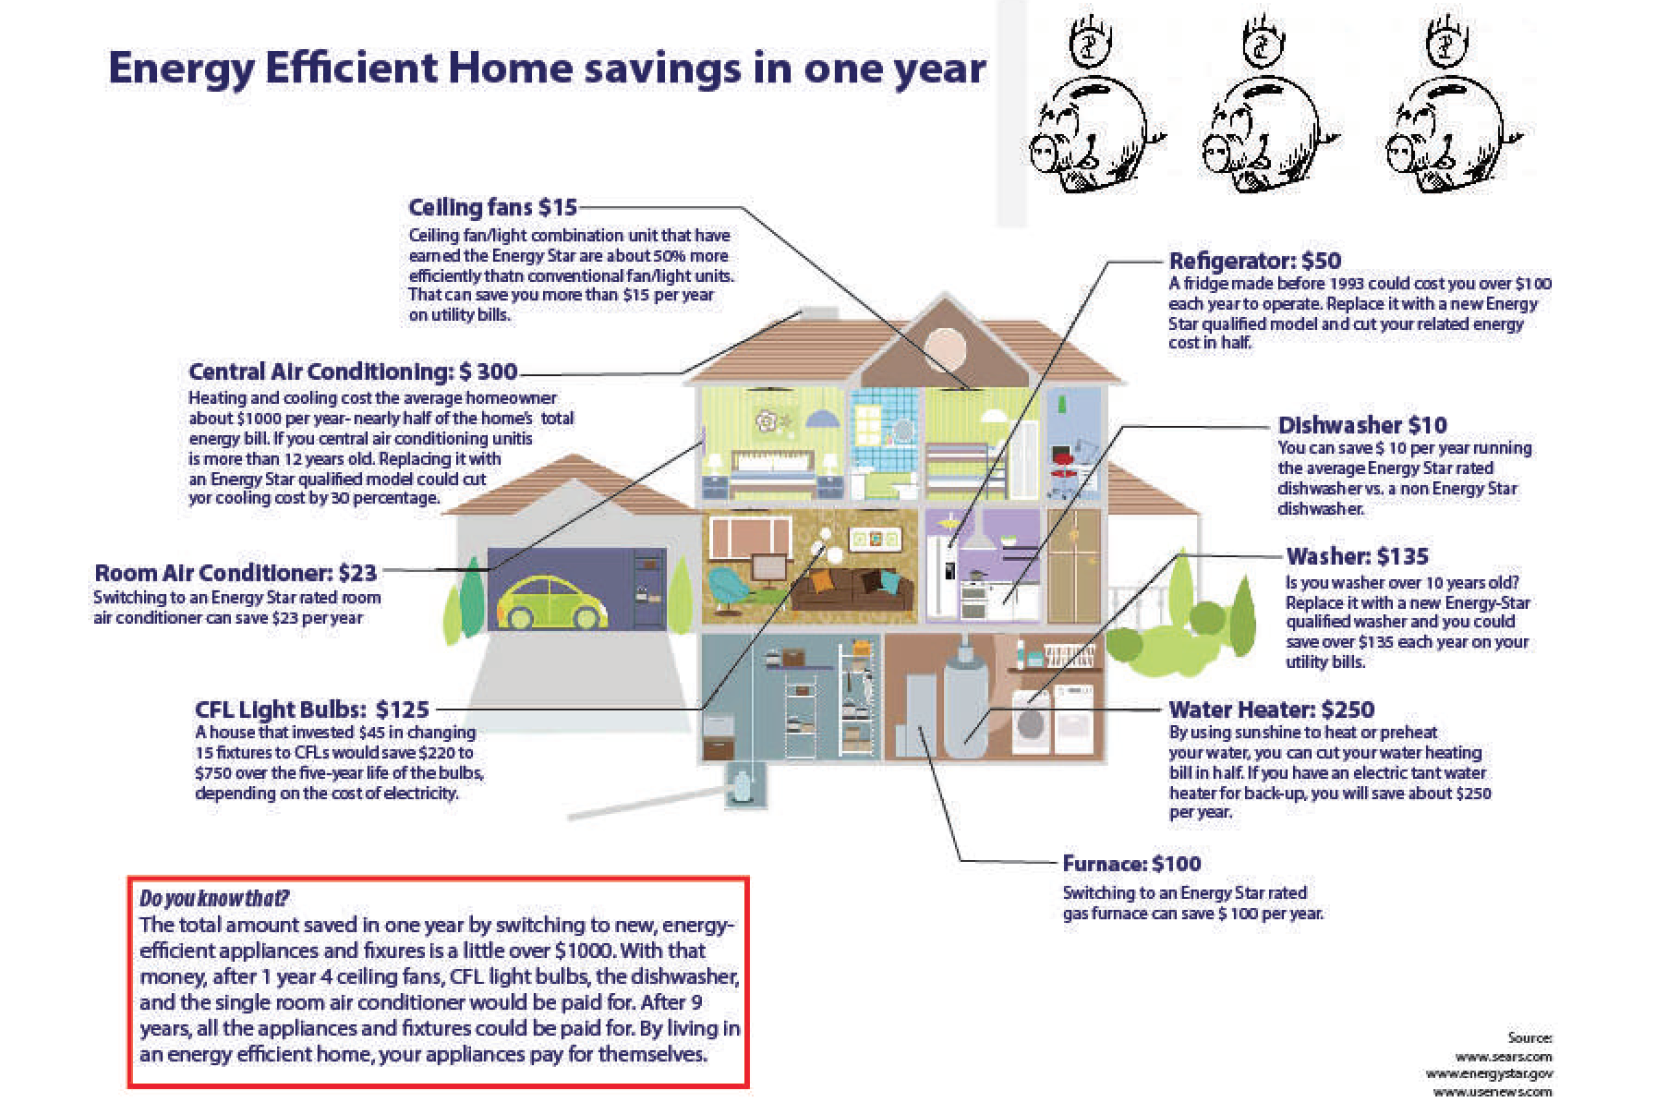 Energy Efficient Home savings in one year
Ceiling fans $15
Ceiling fan/light combination unit that have
earned the Energy Star are about 50% more
efficiently thatn conventional fan/light units.
That can save you more than $15 per year
on utility bills.
Refigerator: $50
A fridge made before 1993 could cost you over $100
each year to operate. Replace it with a new Energy
Star qualified model and cut your related energy
cost in half.
Central Air Conditioning: $ 300
Heating and cooling cost the average homeowner
about $1000 per year- nearly half of the home's total
energy bill. If you central air conditioning unitis
is more than 12 years old. Replacing it with
an Energy Star qualified model could cut
yor cooling cost by 30 percentage.
Dishwasher $10
You can save $ 10 per year running
the average Energy Star rated
dishwasher vs. a non Energy Star
dishwasher.
Room Air Conditioner: $23
Switching to an Energy Star rated room
air conditioner can save $23 per year
Washer: $135
Is you washer over 10 years old?
Replace it with a new Energy-Star
qualified washer and you could
save over $135 each year on your
utility bills.
CFL Light Bulbs: $125
A house that invested $45 in changing
15 fixtures to CFLs would save $220 to
$750 over the five-year life of the bulbs,
depending on the cost of electricity.
Water Heater: $250
By using sunshine to heat or preheat
your water, you can cut your water heating
bill in half. If you have an electric tant water
heater for back-up, you will save about $250
per year.
Furnace: $100
Switching to an Energy Star rated
gas furnace can save $ 100 per year.
Do you know that?
The total amount saved in one year by switching to new, energy-
efficient appliances and fixures is a little over $1000. With that
money, after 1 year 4 ceiling fans, CFL light bulbs, the dishwasher,
and the single room air conditioner would be paid for. After 9
years, all the appliances and fixtures could be paid for. By living in
an energy efficient home, your appliances pay for themselves.
Source:
www.sears.com
www.energystar.gov
www.usenews.com